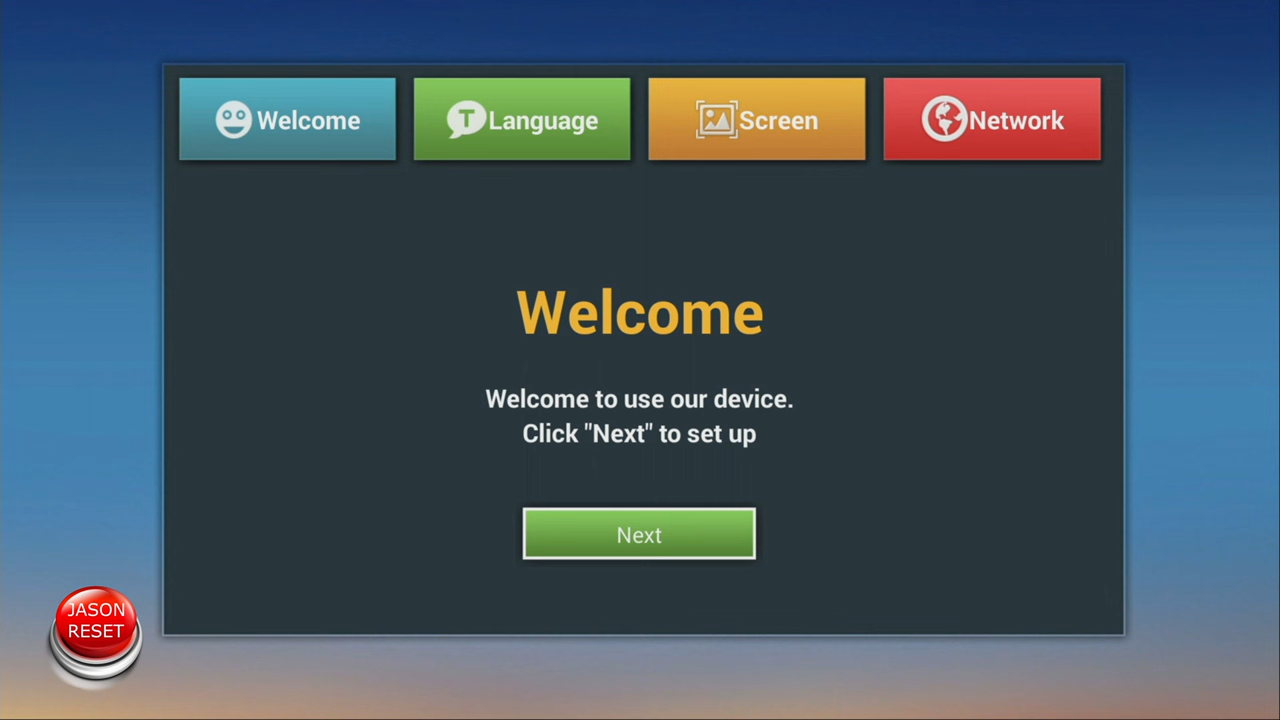 Welcome
Language
Screen
Network
Welcome
Welcome to use our device.
Click "Next" to set up
Next
JASON
RESET